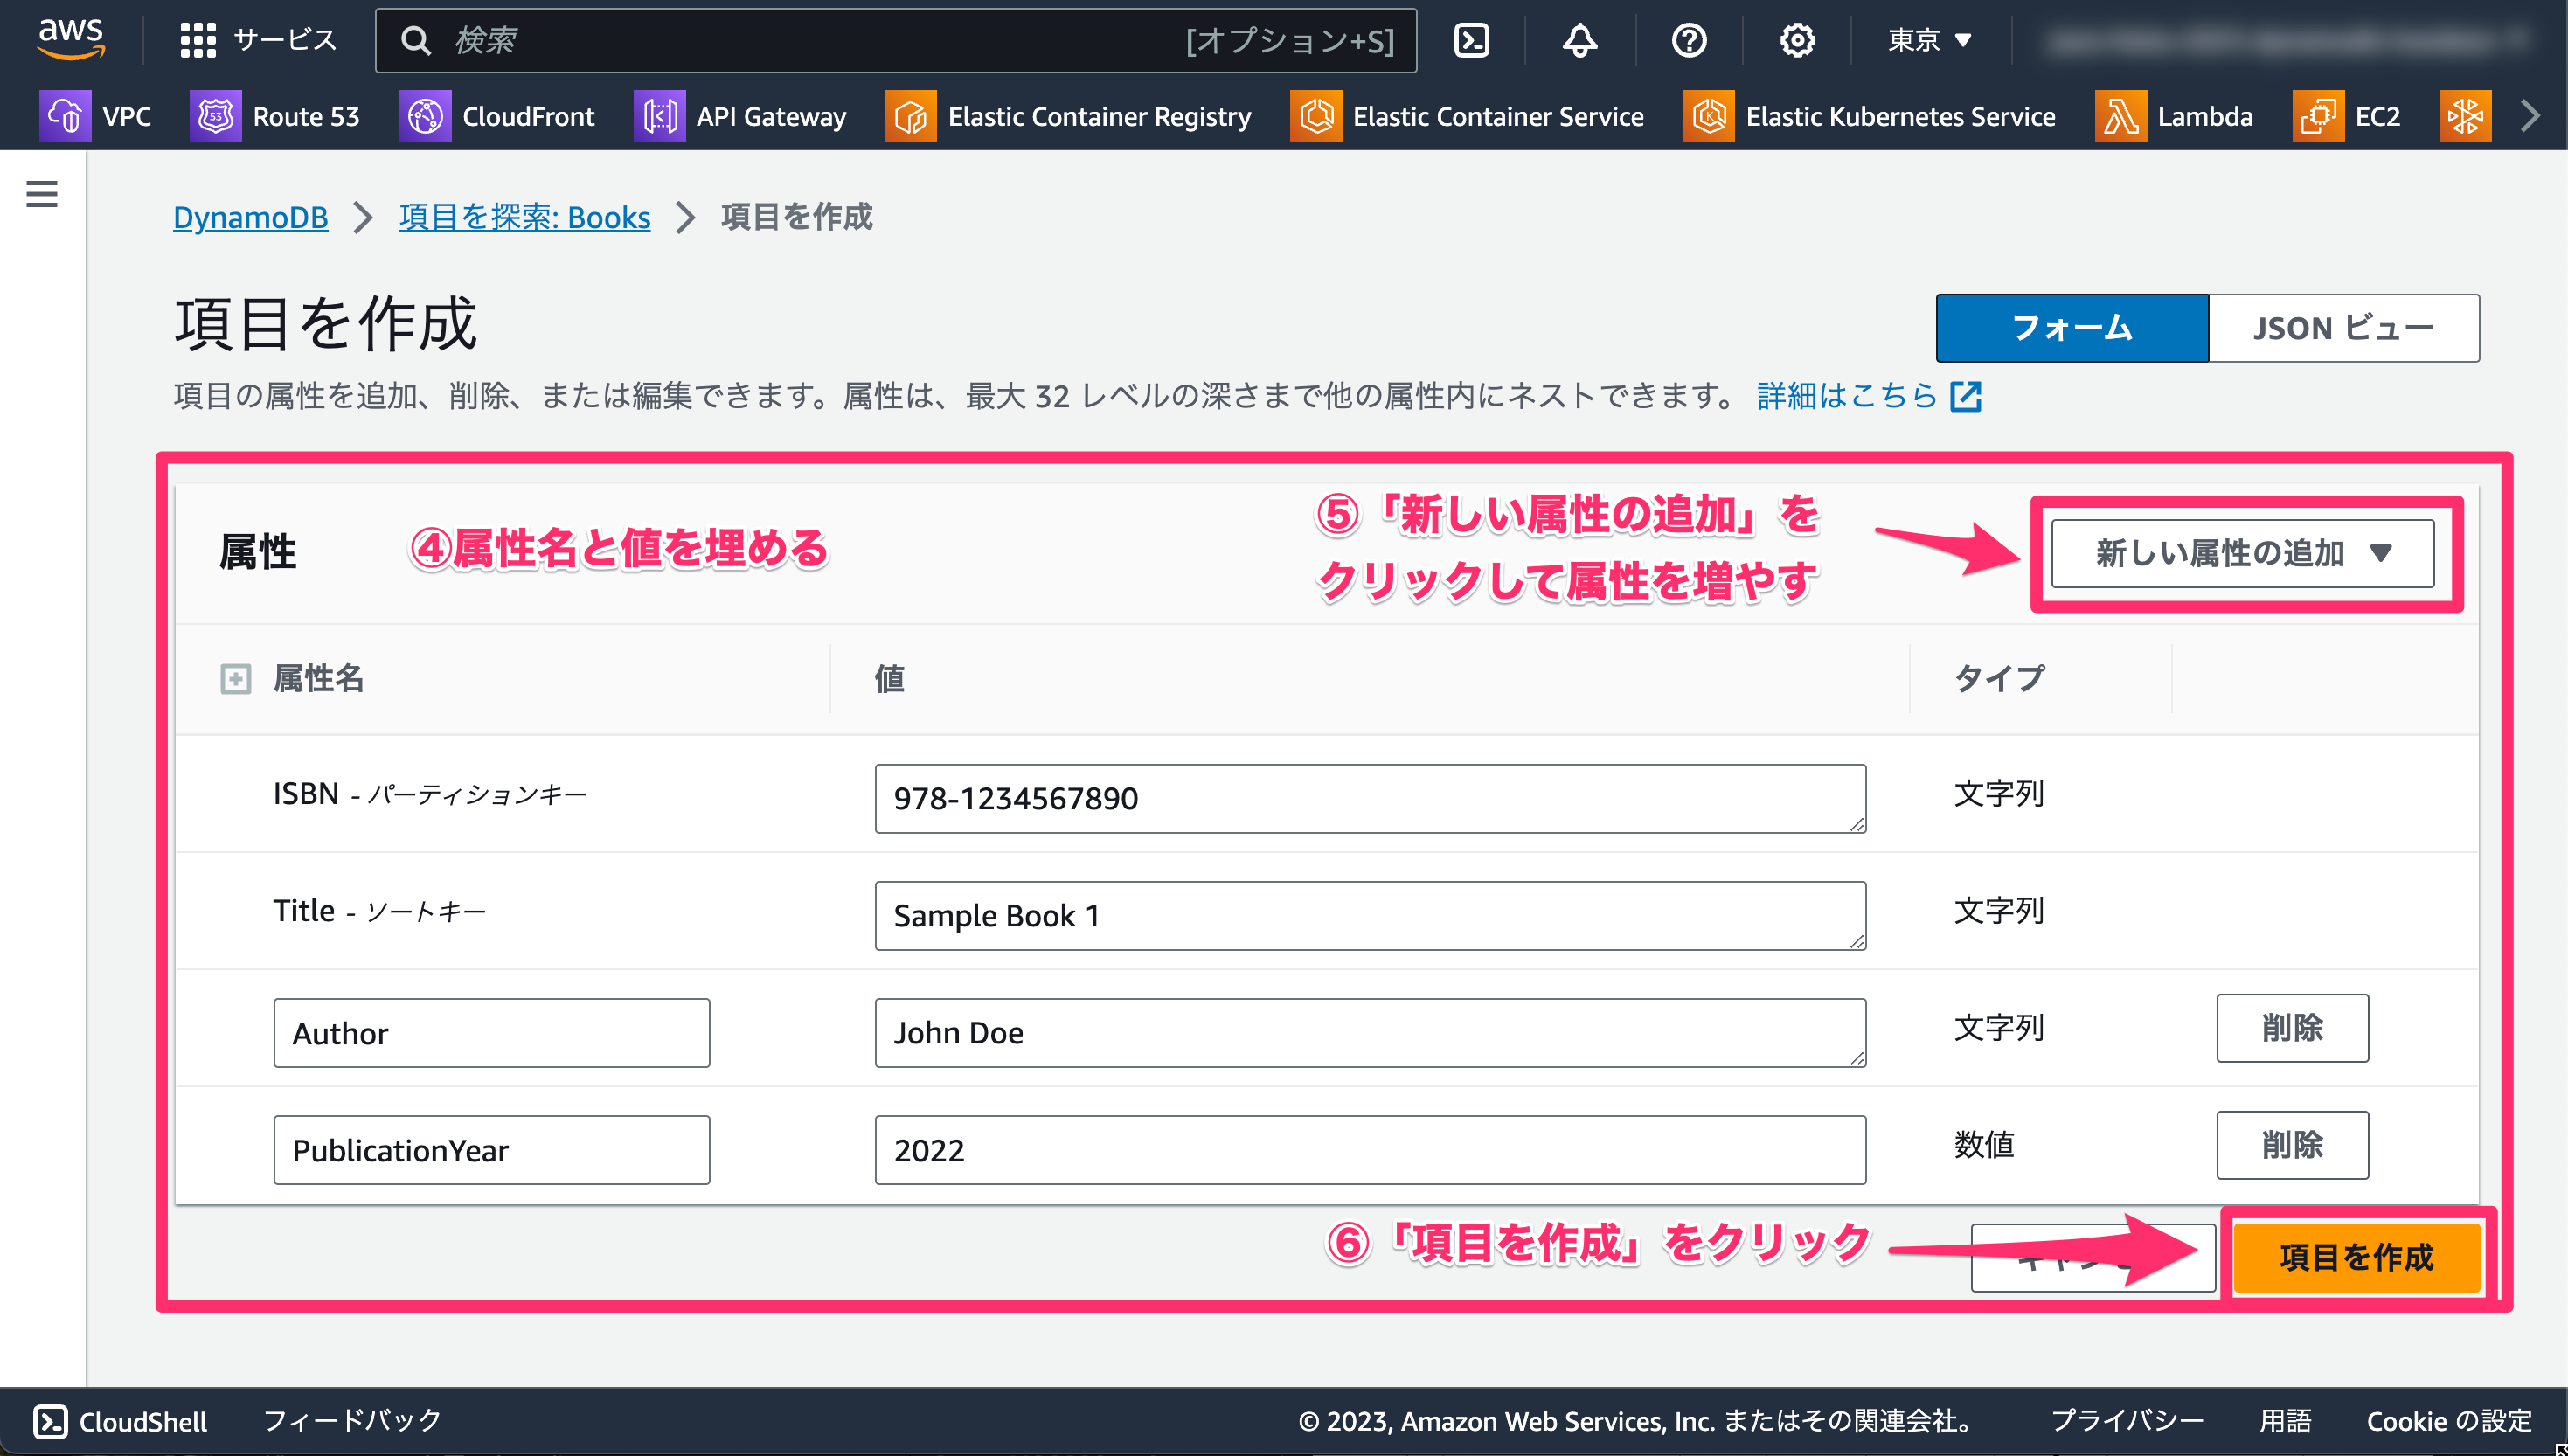 aws
サービス
検索
[オプション+S]
東京 ▼
VPC
Route 53
CloudFront
API Gateway
Elastic Container Registry
Elastic Container Service
Elastic Kubernetes Service
Lambda
EC2
DynamoDB
項目を探索: Books
項目を作成
項目を作成
フォーム
JSON ビュー
項目の属性を追加、削除、または編集できます。属性は、最大 32 レベルの深さまで他の属性内にネストできます。 詳細はこちら
属性
④属性名と値を埋める
⑤「新しい属性の追加」を
クリックして属性を増やす
新しい属性の追加 ▼
属性名
値
タイプ
ISBN - パーティションキー
978-1234567890
文字列
Title - ソートキー
Sample Book 1
文字列
Author
John Doe
文字列
削除
PublicationYear
2022
数値
削除
⑥「項目を作成」をクリック
項目を作成
CloudShell
フィードバック
© 2023, Amazon Web Services, Inc. またはその関連会社。
プライバシー
用語
Cookie の設定